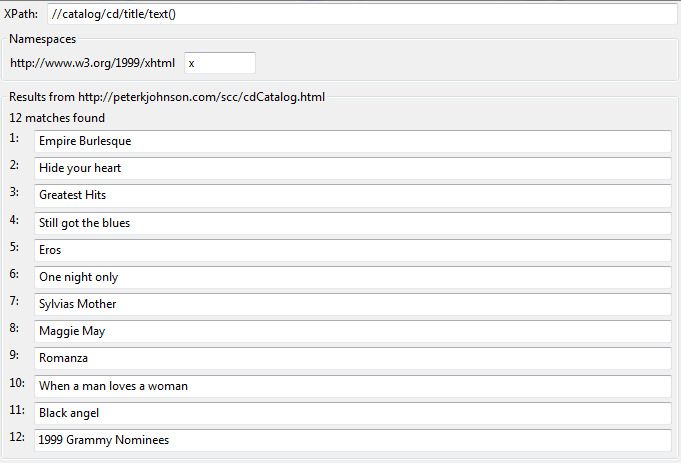 XPath: //catalog/cd/title/text()
Namespaces
http://www.w3.org/1999/xhtml x
Results from http://peterkjohnson.com/scc/cdCatalog.html
12 matches found
1: Empire Burlesque
2: Hide your heart
3: Greatest Hits
4: Still got the blues
5: Eros
6: One night only
7: Sylvias Mother
8: Maggie May
9: Romanza
10: When a man loves a woman
11: Black angel
12: 1999 Grammy Nominees